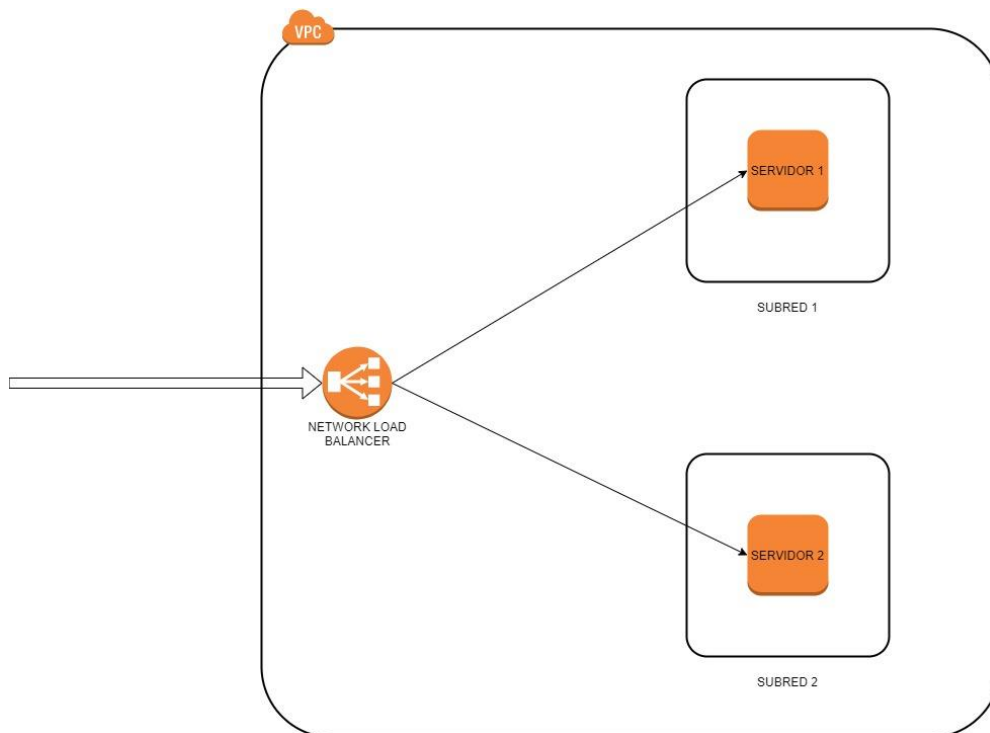 VPC
SERVIDOR 1
SUBRED 1
NETWORK LOAD
BALANCER
SERVIDOR 2
SUBRED 2